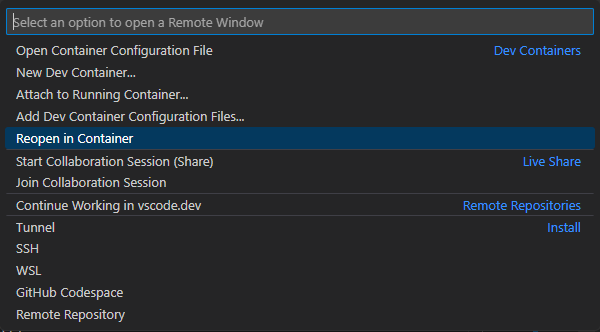 Select an option to open a Remote Window
Open Container Configuration File Dev Containers
New Dev Container...
Attach to Running Container...
Add Dev Container Configuration Files...
Reopen in Container
Start Collaboration Session (Share) Live Share
Join Collaboration Session
Continue Working in vscode.dev Remote Repositories
Tunnel Install
SSH
WSL
GitHub Codespace
Remote Repository